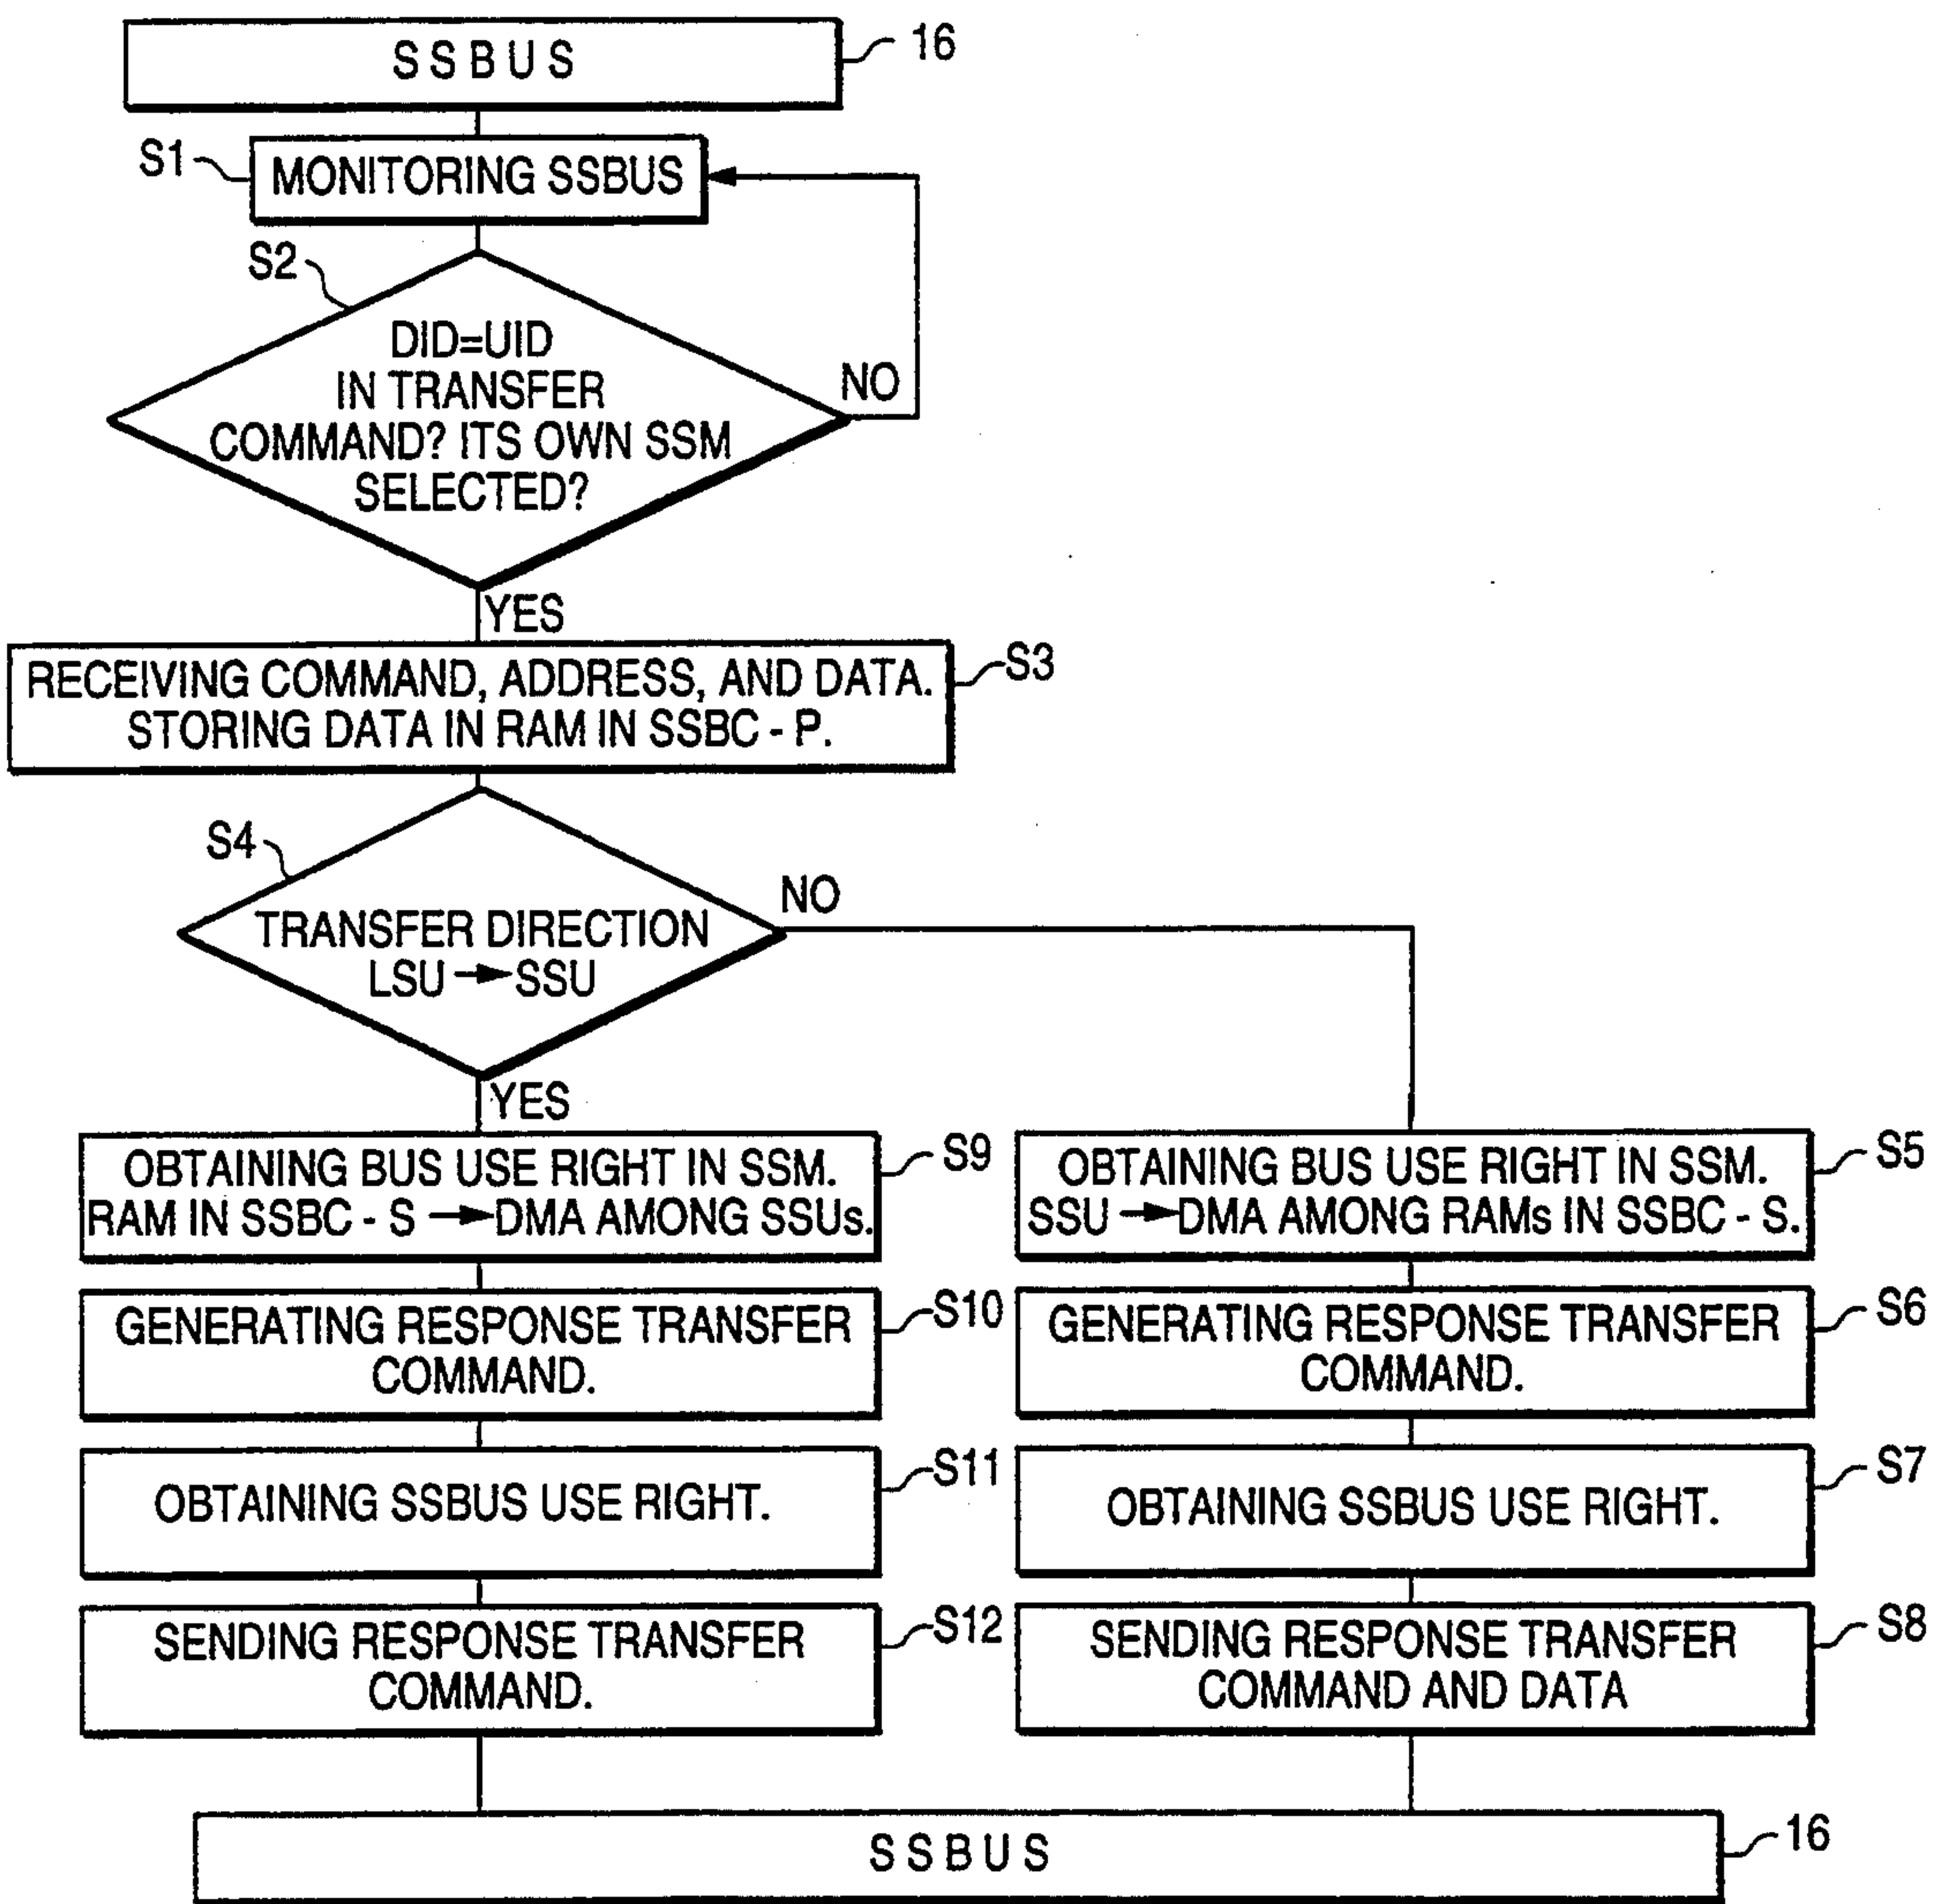 SSBUS
16
S1
MONITORING SSBUS
S2
DID=UID
IN TRANSFER
COMMAND? ITS OWN SSM
SELECTED?
NO
YES
RECEIVING COMMAND, ADDRESS, AND DATA.
STORING DATA IN RAM IN SSBC - P.
S3
S4
TRANSFER DIRECTION
LSU → SSU
NO
YES
OBTAINING BUS USE RIGHT IN SSM.
RAM IN SSBC - S → DMA AMONG SSUs.
S9
GENERATING RESPONSE TRANSFER
COMMAND.
S10
OBTAINING SSBUS USE RIGHT.
S11
SENDING RESPONSE TRANSFER
COMMAND.
S12
OBTAINING BUS USE RIGHT IN SSM.
SSU → DMA AMONG RAMs IN SSBC - S.
S5
GENERATING RESPONSE TRANSFER
COMMAND.
S6
OBTAINING SSBUS USE RIGHT.
S7
SENDING RESPONSE TRANSFER
COMMAND AND DATA
S8
SSBUS
16